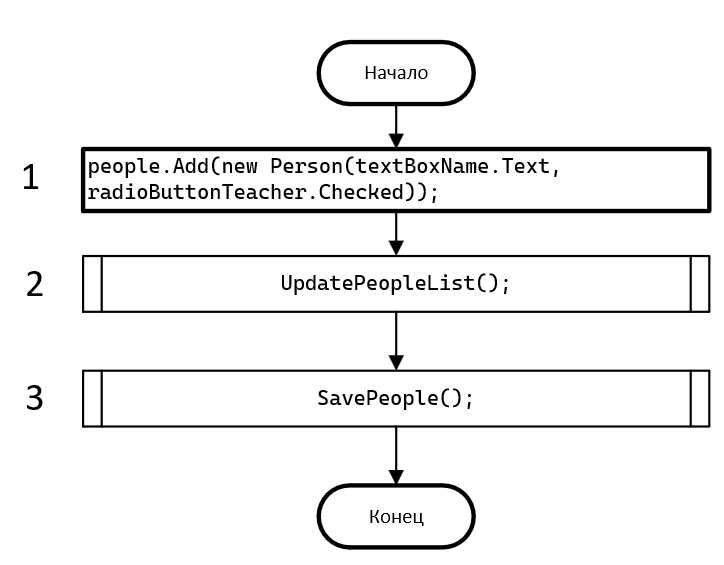 Начало
1
people.Add(new Person(textBoxName.Text,
radioButtonTeacher.Checked));
2
UpdatePeopleList();
3
SavePeople();
Конец